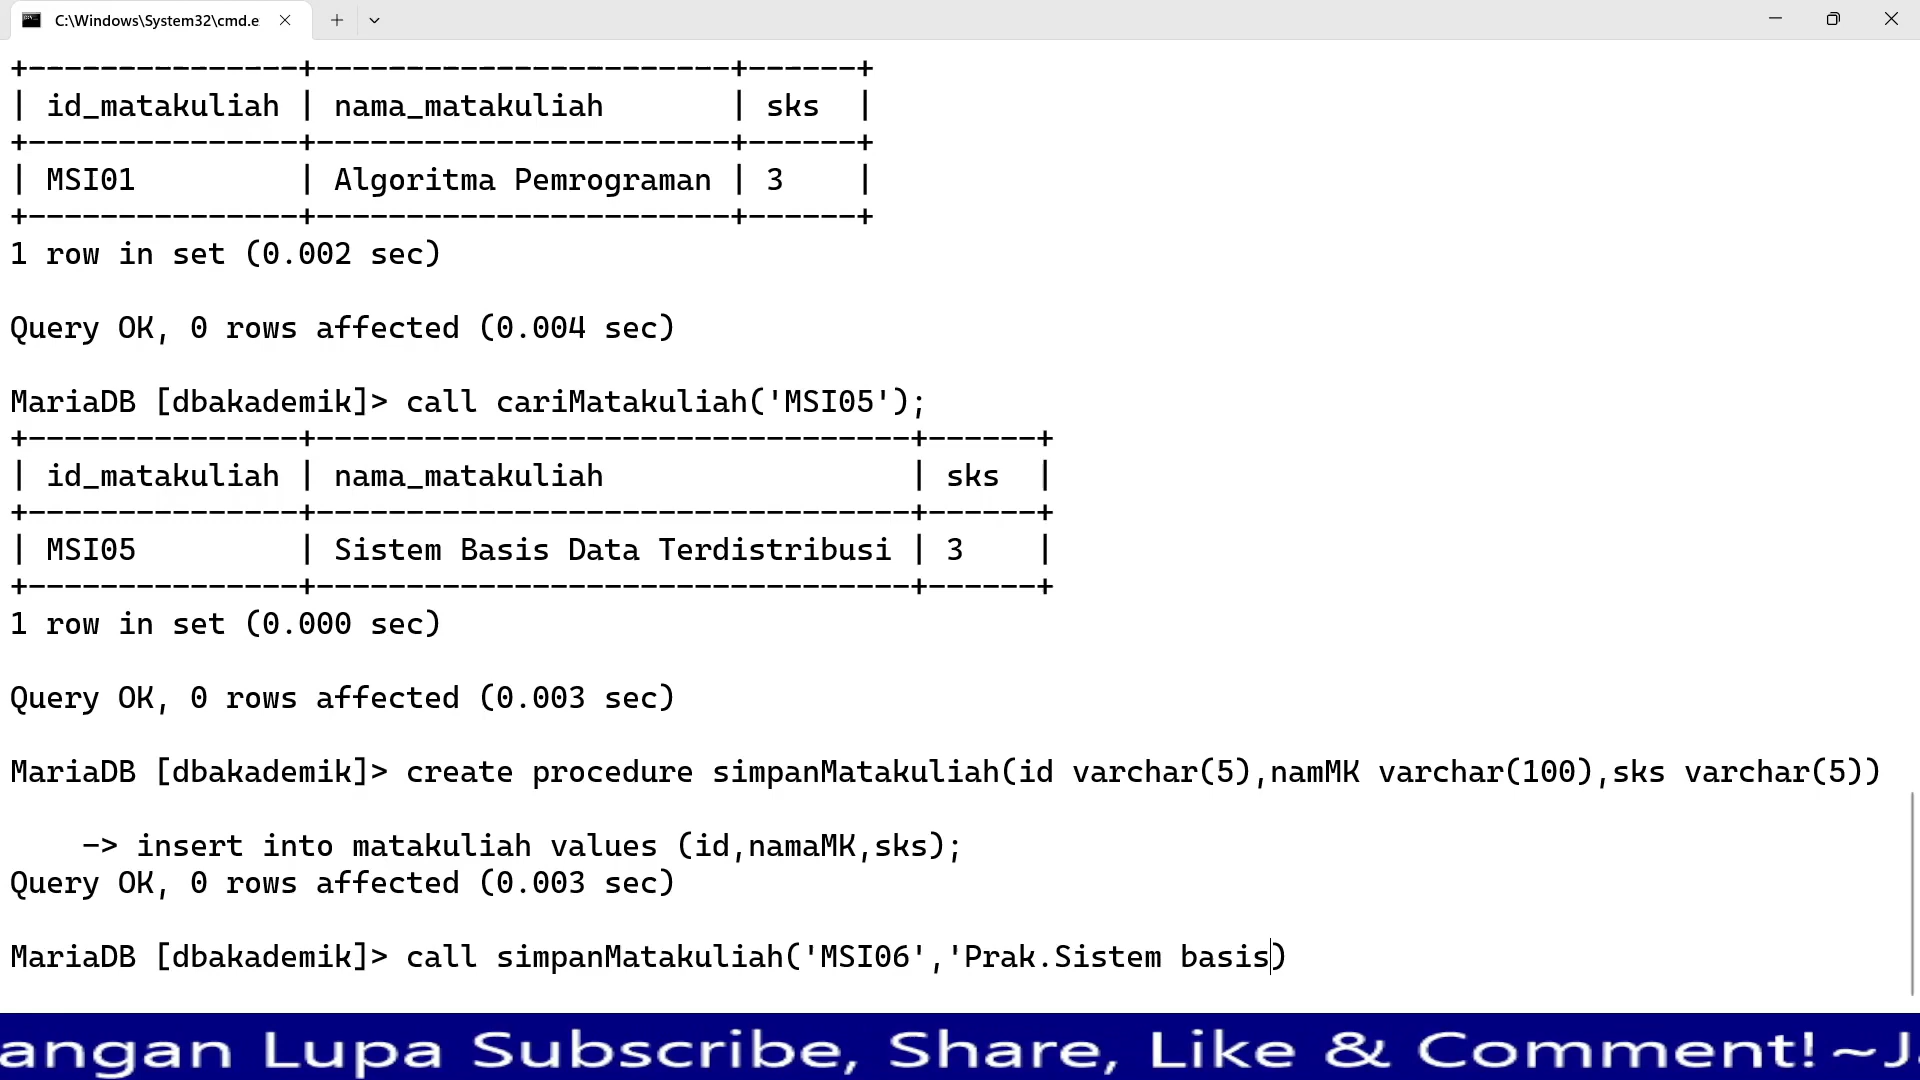 C:\Windows\System32\cmd.e
+---------------+-----------------------+------+
| id_matakuliah | nama_matakuliah       | sks  |
+---------------+-----------------------+------+
| MSI01         | Algoritma Pemrograman | 3    |
+---------------+-----------------------+------+
1 row in set (0.002 sec)
Query OK, 0 rows affected (0.004 sec)
MariaDB [dbakademik]> call cariMatakuliah('MSI05');
+---------------+---------------------------------+------+
| id_matakuliah | nama_matakuliah                 | sks  |
+---------------+---------------------------------+------+
| MSI05         | Sistem Basis Data Terdistribusi | 3    |
+---------------+---------------------------------+------+
1 row in set (0.000 sec)
Query OK, 0 rows affected (0.003 sec)
MariaDB [dbakademik]> create procedure simpanMatakuliah(id varchar(5),namMK varchar(100),sks varchar(5))
    -> insert into matakuliah values (id,namaMK,sks);
Query OK, 0 rows affected (0.003 sec)
MariaDB [dbakademik]> call simpanMatakuliah('MSI06','Prak.Sistem basis)
angan Lupa Subscribe, Share, Like & Comment! ~J